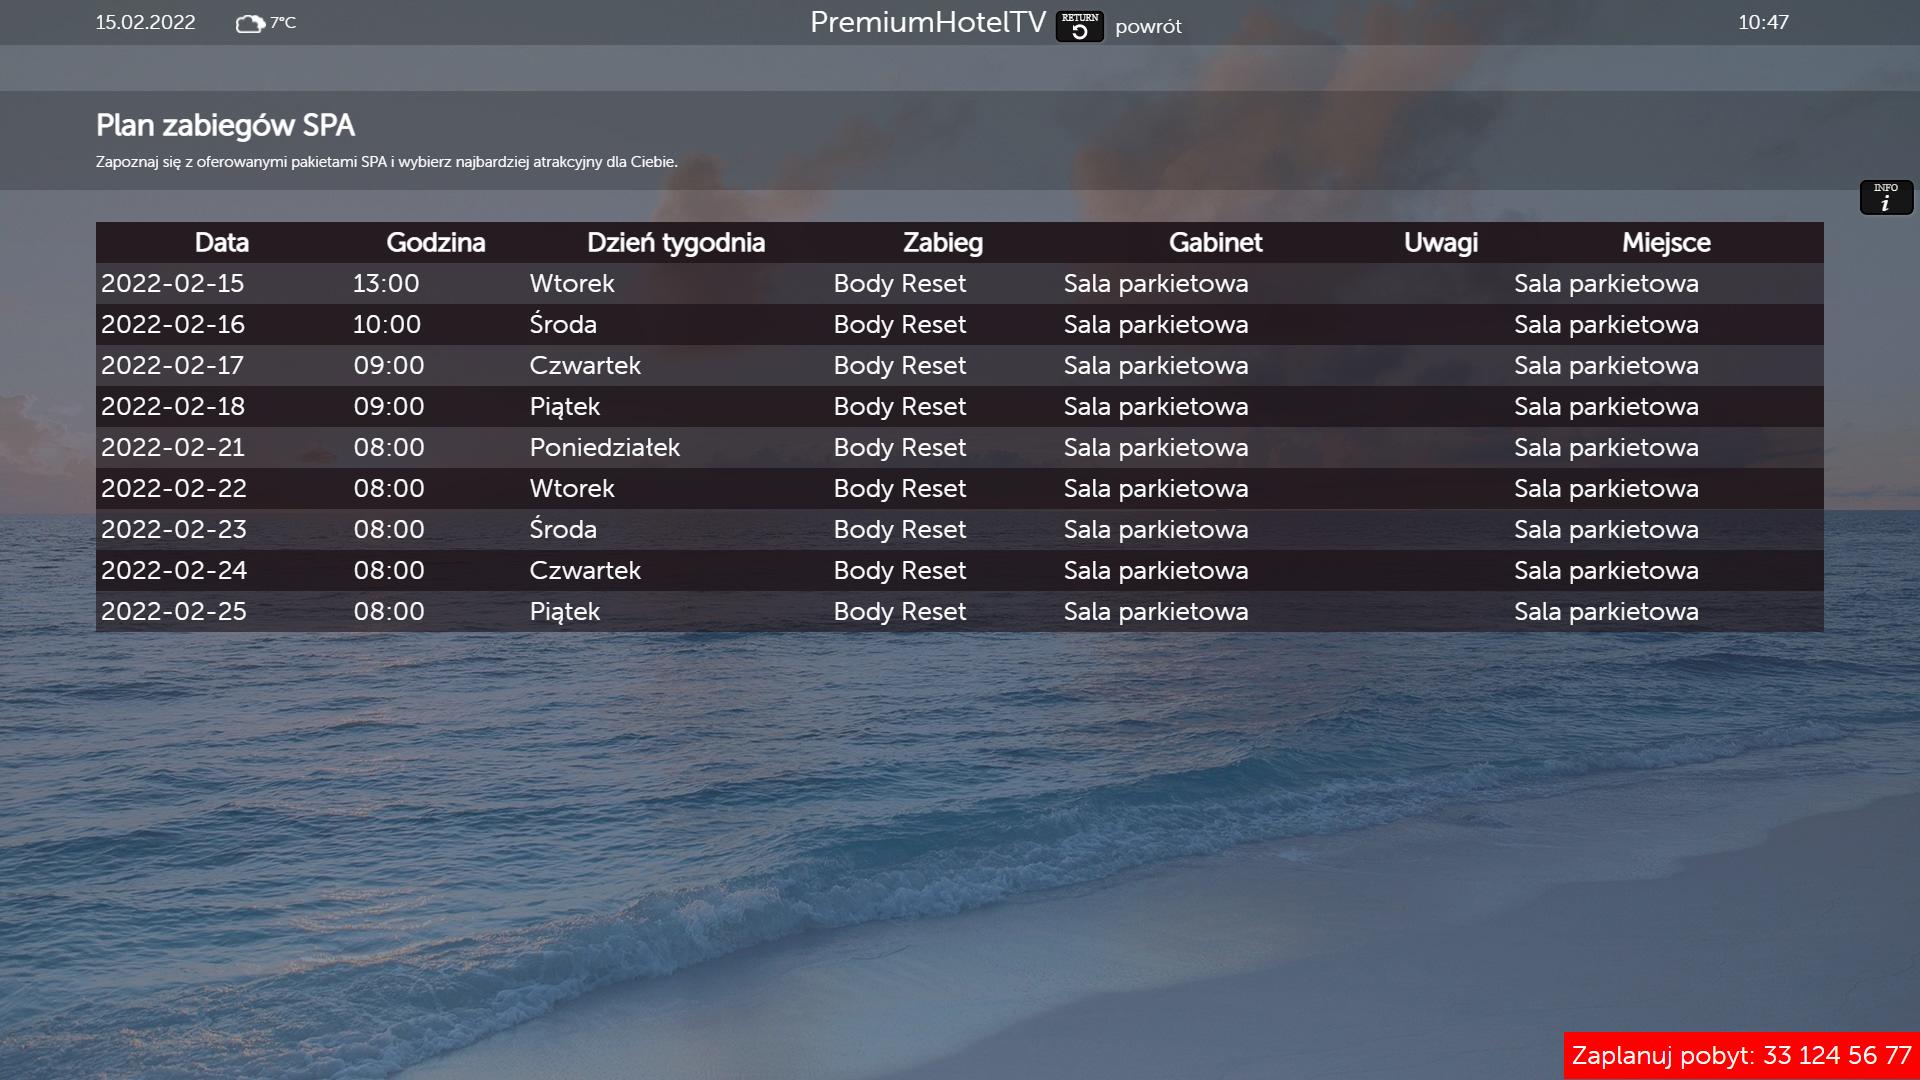 15.02.2022 7°C PremiumHotelTV RETURN powrót 10:47
Plan zabiegów SPA
Zapoznaj się z oferowanymi pakietami SPA i wybierz najbardziej atrakcyjny dla Ciebie.
INFO
i
Data Godzina Dzień tygodnia Zabieg Gabinet Uwagi Miejsce
2022-02-15 13:00 Wtorek Body Reset Sala parkietowa Sala parkietowa
2022-02-16 10:00 Środa Body Reset Sala parkietowa Sala parkietowa
2022-02-17 09:00 Czwartek Body Reset Sala parkietowa Sala parkietowa
2022-02-18 09:00 Piątek Body Reset Sala parkietowa Sala parkietowa
2022-02-21 08:00 Poniedziałek Body Reset Sala parkietowa Sala parkietowa
2022-02-22 08:00 Wtorek Body Reset Sala parkietowa Sala parkietowa
2022-02-23 08:00 Środa Body Reset Sala parkietowa Sala parkietowa
2022-02-24 08:00 Czwartek Body Reset Sala parkietowa Sala parkietowa
2022-02-25 08:00 Piątek Body Reset Sala parkietowa Sala parkietowa
Zaplanuj pobyt: 33 124 56 77